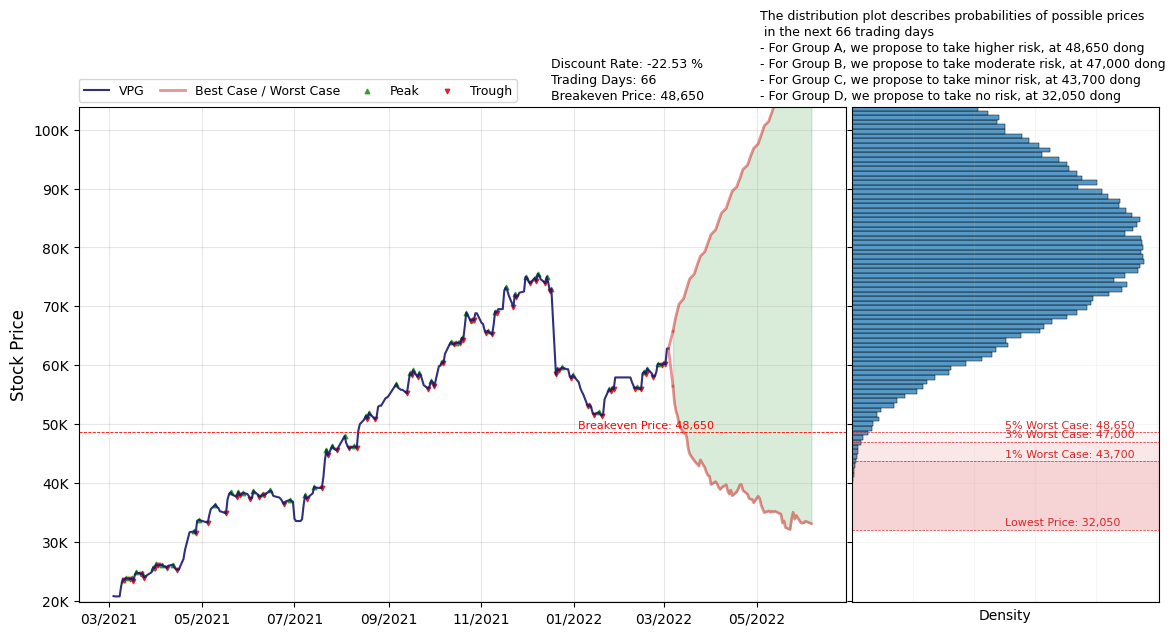 The distribution plot describes probabilities of possible prices
in the next 66 trading days
- For Group A, we propose to take higher risk, at 48,650 dong
- For Group B, we propose to take moderate risk, at 47,000 dong
- For Group C, we propose to take minor risk, at 43,700 dong
- For Group D, we propose to take no risk, at 32,050 dong
Discount Rate: -22.53 %
Trading Days: 66
Breakeven Price: 48,650
VPG
Best Case / Worst Case
Peak
Trough
Stock Price
100K
90K
80K
70K
60K
50K
40K
30K
20K
Breakeven Price: 48,650
5% Worst Case: 48,650
3% Worst Case: 47,000
1% Worst Case: 43,700
Lowest Price: 32,050
03/2021
05/2021
07/2021
09/2021
11/2021
01/2022
03/2022
05/2022
Density